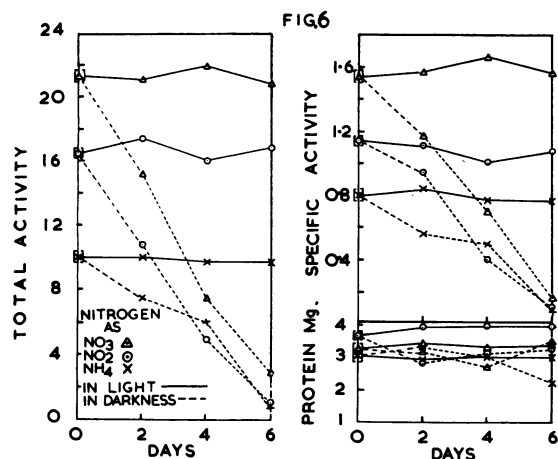 FIG.6
TOTAL ACTIVITY
24
20
16
12
8
4
0
NITROGEN
AS
NO3
NO2
NH4
IN LIGHT
IN DARKNESS
0 2 4 6
DAYS
SPECIFIC ACTIVITY
1.6
1.2
0.8
0.4
PROTEIN Mg.
4
3
2
1
0 2 4 6
DAYS